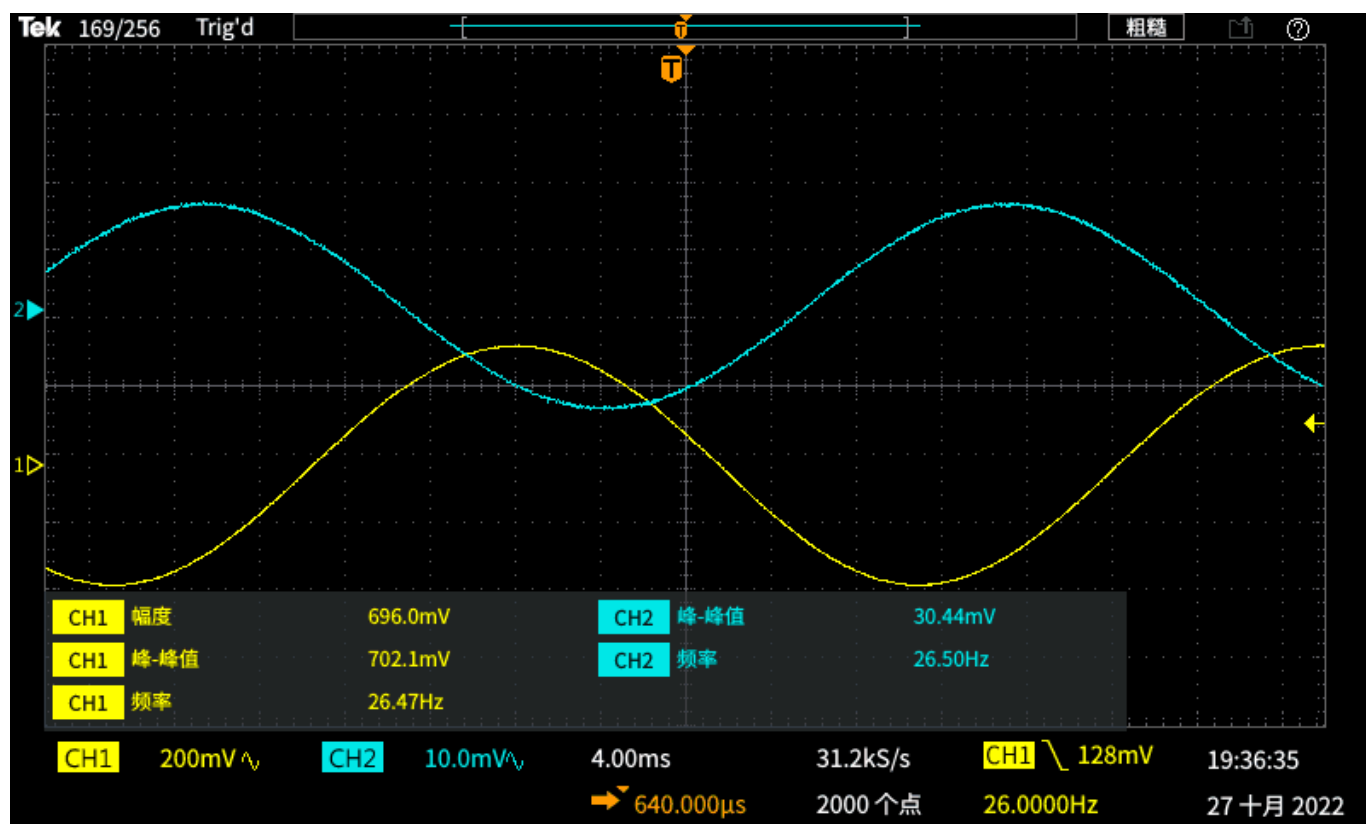 Tek 169/256 Trig'd T 粗糙 ?
T
2
1
CH1 幅度 696.0mV CH2 峰-峰值 30.44mV
CH1 峰-峰值 702.1mV CH2 频率 26.50Hz
CH1 频率 26.47Hz
CH1 200mV CH2 10.0mV 4.00ms 31.2kS/s CH1 128mV 19:36:35
640.000µs 2000 个点 26.0000Hz 27 十月 2022